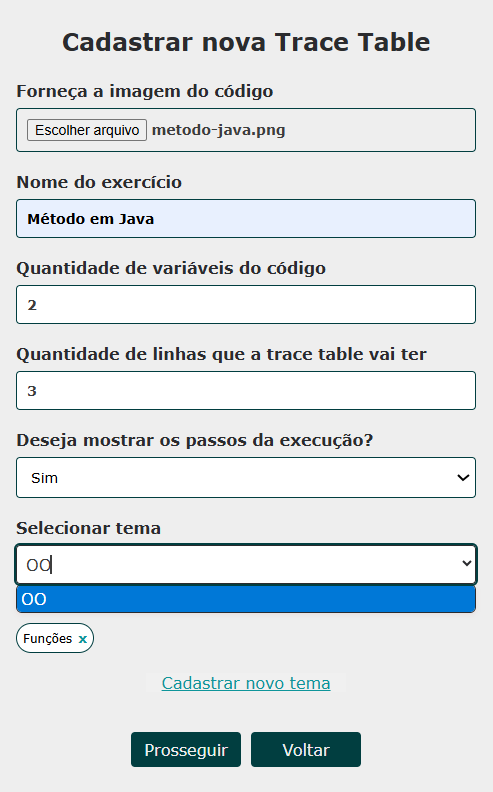 Cadastrar nova Trace Table
Forneça a imagem do código
Escolher arquivo metodo-java.png
Nome do exercício
Método em Java
Quantidade de variáveis do código
2
Quantidade de linhas que a trace table vai ter
3
Deseja mostrar os passos da execução?
Sim
Selecionar tema
OO
OO
Funções x
Cadastrar novo tema
Prosseguir Voltar